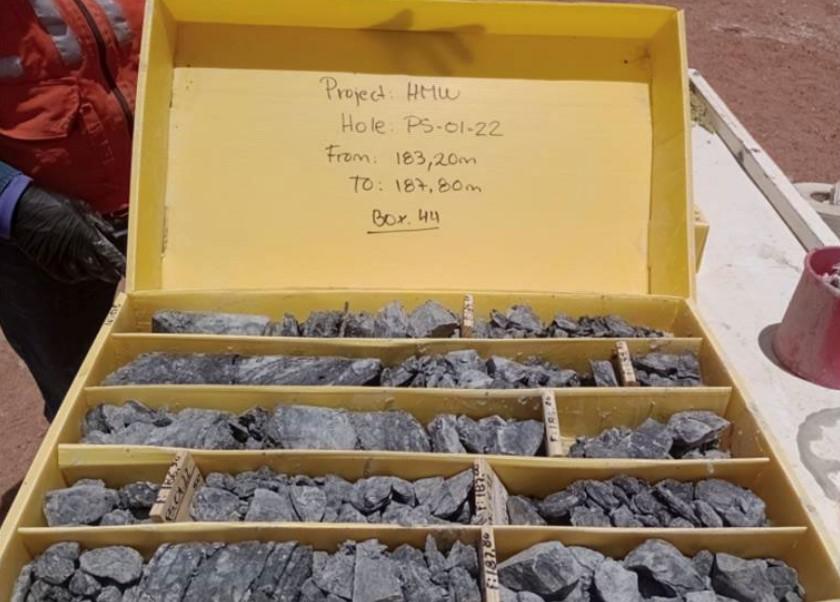 Project: HMW
Hole: PS-01-22
From: 183,20m
To: 187,80m
Box. 44